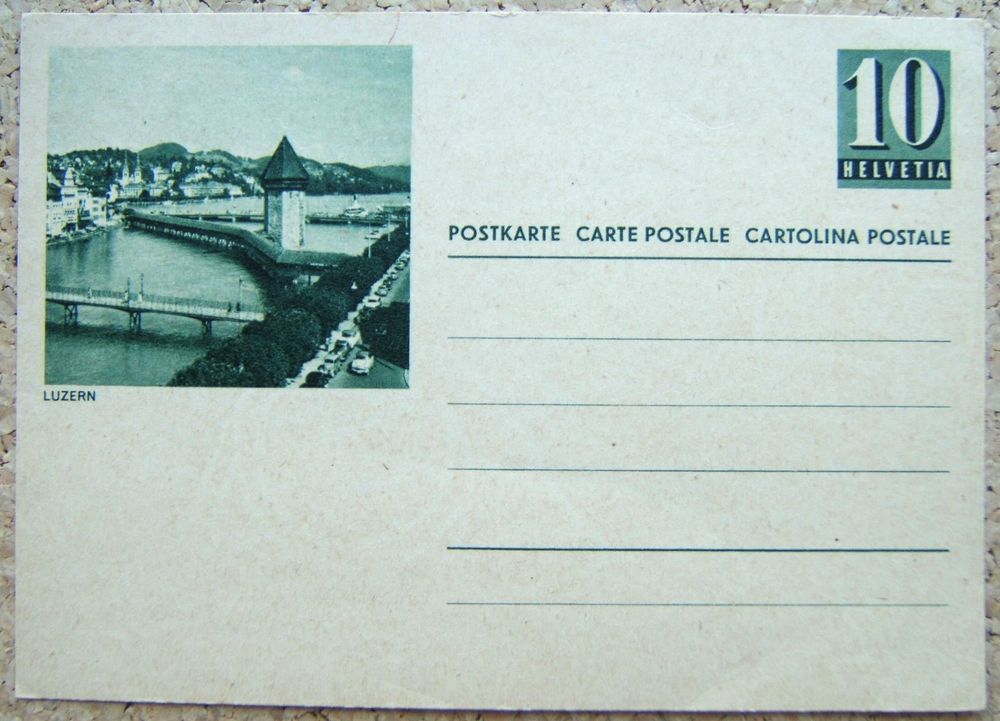 10
HELVETIA
POSTKARTE CARTE POSTALE CARTOLINA POSTALE
LUZERN